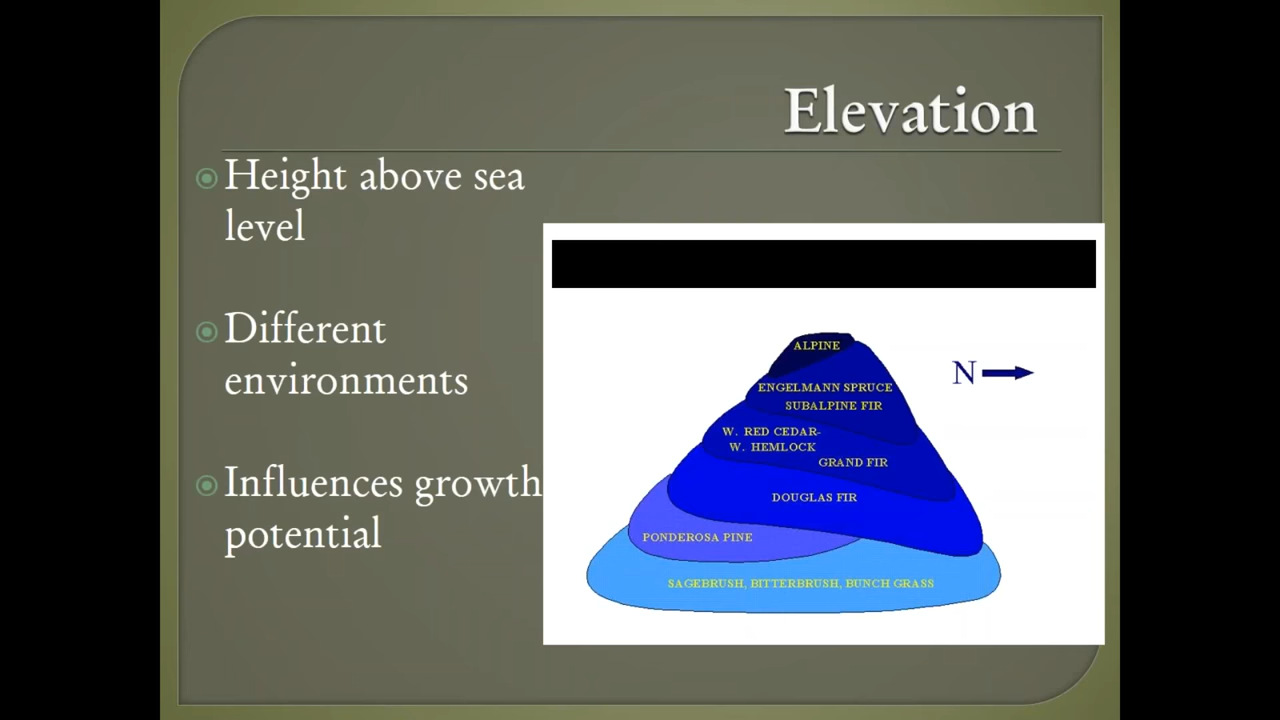 Elevation
Height above sea
level
Different
environments
Influences growth
potential
ALPINE
N
ENGELMANN SPRUCE
SUBALPINE FIR
W. RED CEDAR-
W. HEMLOCK
GRAND FIR
DOUGLAS FIR
PONDEROSA PINE
SAGEBRUSH, BITTERBRUSH, BUNCH GRASS